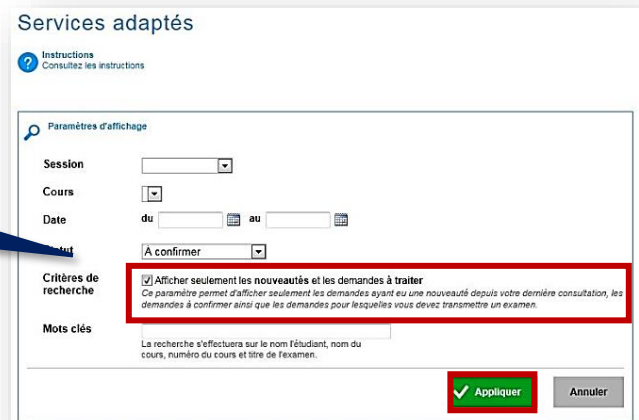 Services adaptés
Instructions
Consultez les instructions
Paramètres d'affichage
Session
Cours
Date du au
À confirmer
Critères de recherche
Afficher seulement les nouveautés et les demandes à traiter
Ce paramètre permet d'afficher seulement les demandes ayant eu une nouveauté depuis votre dernière consultation, les
demandes à confirmer ainsi que les demandes pour lesquelles vous devez transmettre un examen.
Mots clés
La recherche s'effectuera sur le nom l'étudiant, nom du
cours, numéro du cours et titre de l'examen.
Appliquer Annuler